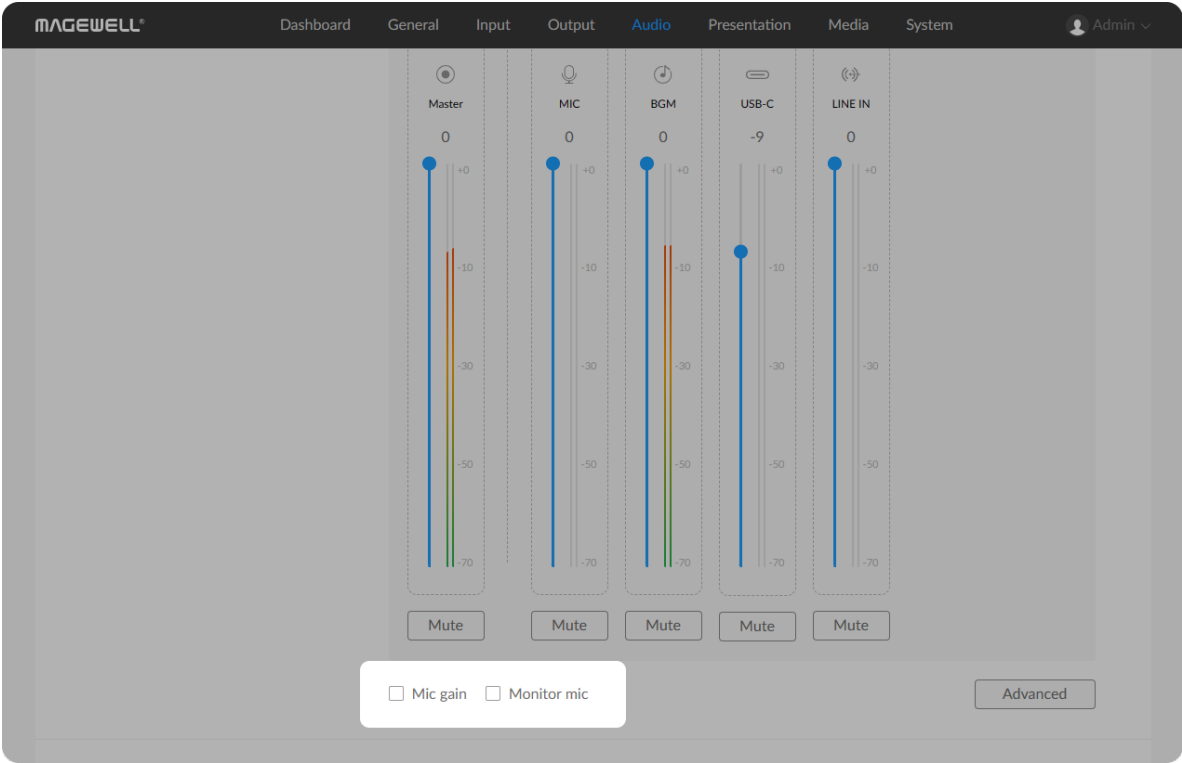 MAGEWELL® Dashboard General Input Output Audio Presentation Media System Admin
Master MIC BGM USB-C LINE IN
0 0 0 -9 0
+0 +0 +0 +0 +0
-10 -10 -10 -10 -10
-30 -30 -30 -30 -30
-50 -50 -50 -50 -50
-70 -70 -70 -70 -70
Mute Mute Mute Mute Mute
Mic gain Monitor mic Advanced